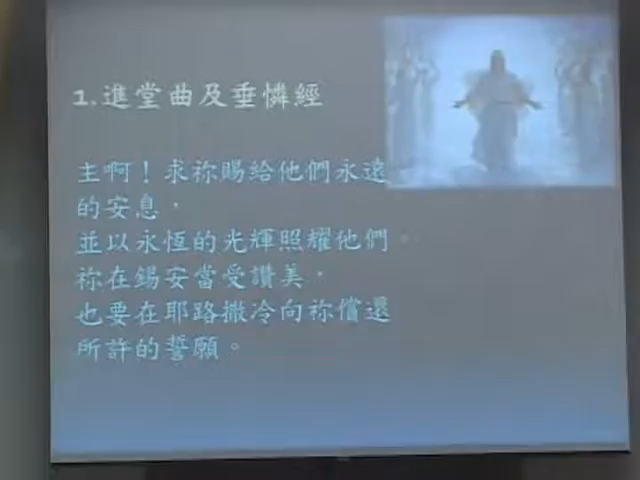 1.進堂曲及垂憐經
主啊！求祢賜給他們永遠
的安息，
並以永恆的光輝照耀他們。
祢在錫安當受讚美，
也要在耶路撒冷向祢償還
所許的誓願。